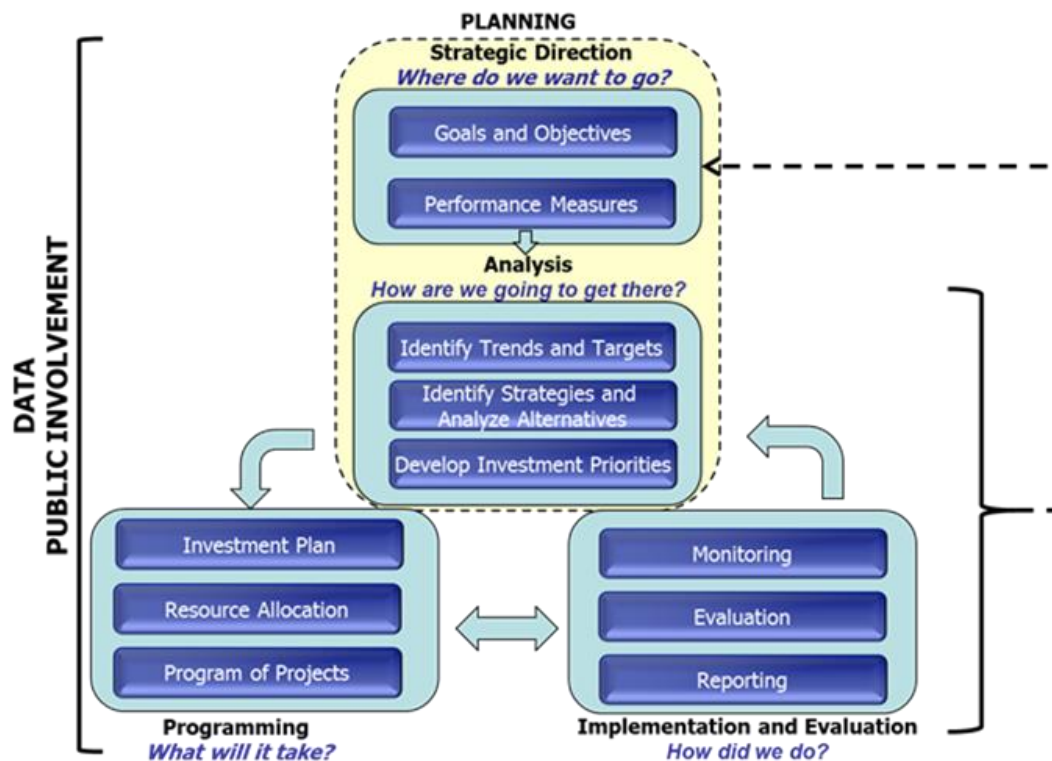 PLANNING
Strategic Direction
Where do we want to go?
Goals and Objectives
Performance Measures
Analysis
How are we going to get there?
Identify Trends and Targets
Identify Strategies and
Analyze Alternatives
Develop Investment Priorities
DATA
PUBLIC INVOLVEMENT
Investment Plan
Resource Allocation
Program of Projects
Programming
What will it take?
Monitoring
Evaluation
Reporting
Implementation and Evaluation
How did we do?